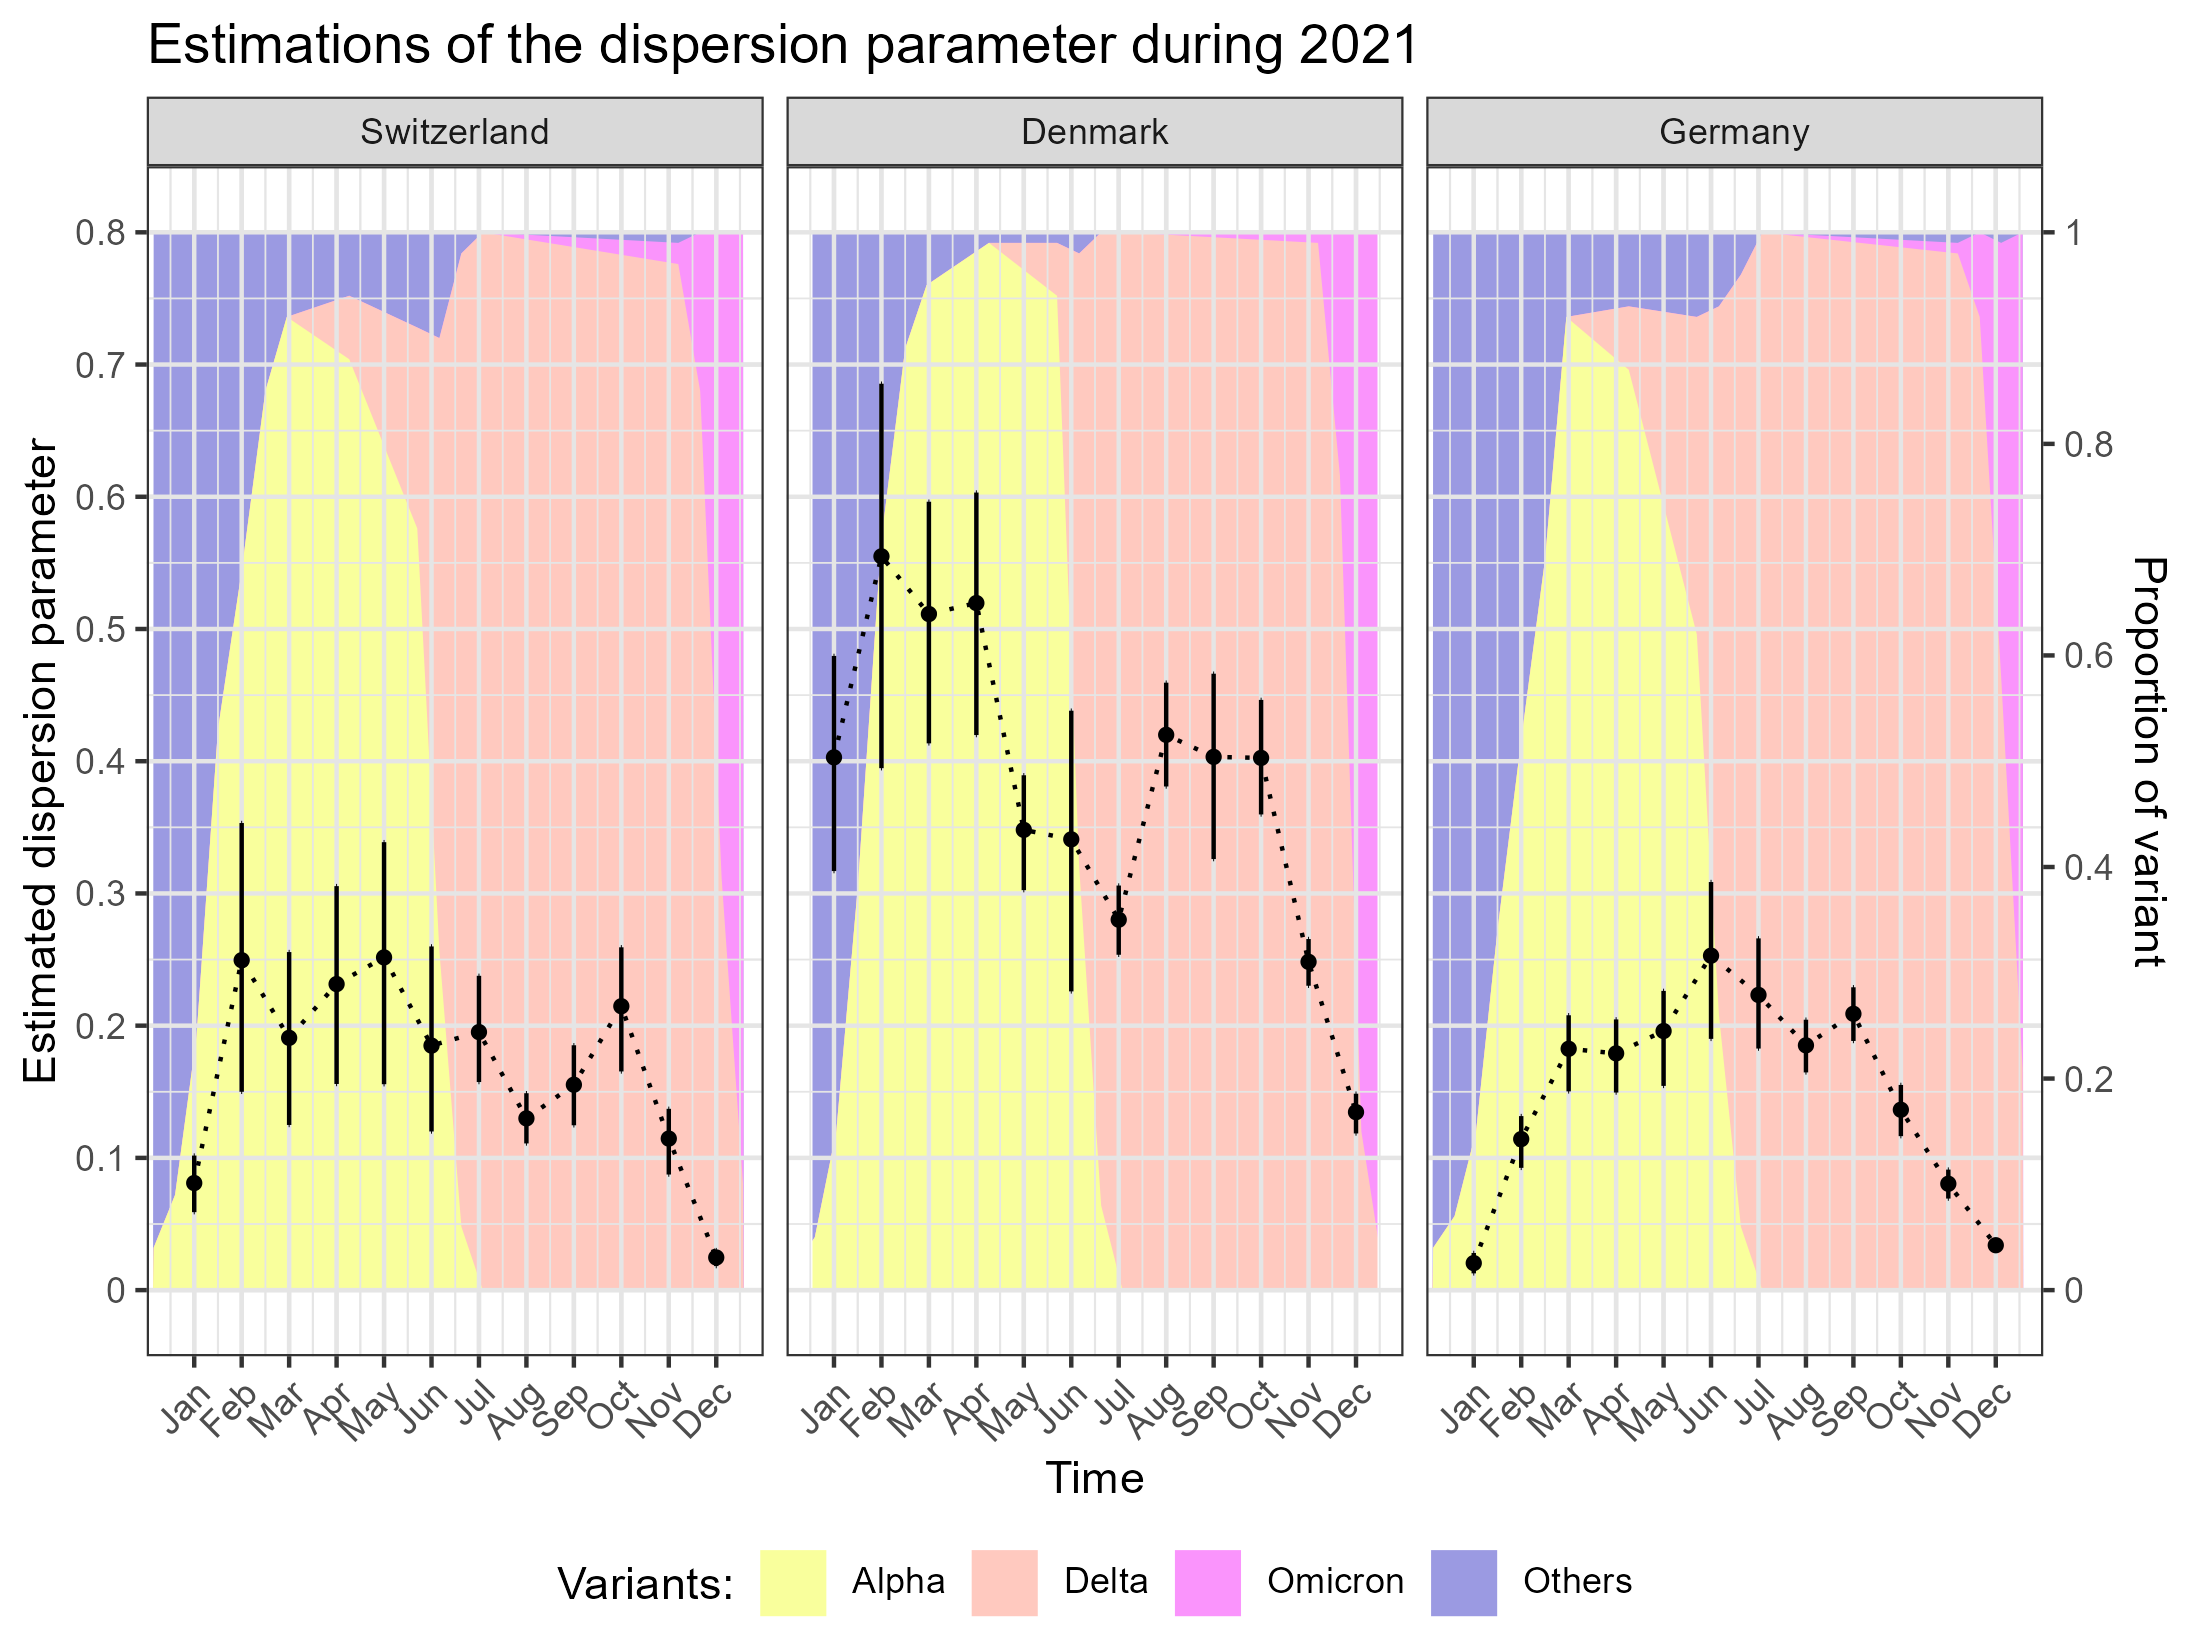 Estimations of the dispersion parameter during 2021
Switzerland
Denmark
Germany
Estimated dispersion parameter
0.8
0.7
0.6
0.5
0.4
0.3
0.2
0.1
0
1
0.8
0.6
0.4
0.2
0
Proportion of variant
Jan Feb Mar Apr May Jun Jul Aug Sep Oct Nov Dec
Jan Feb Mar Apr May Jun Jul Aug Sep Oct Nov Dec
Jan Feb Mar Apr May Jun Jul Aug Sep Oct Nov Dec
Time
Variants: Alpha Delta Omicron Others